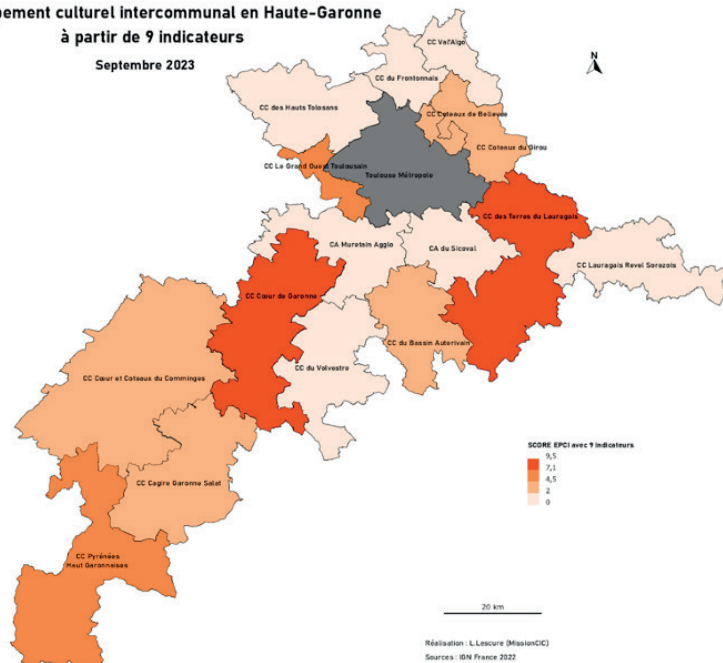 pement culturel intercommunal en Haute-Garonne
à partir de 9 indicateurs
Septembre 2023
N
CC Val'Aïgo
CC du Frontonnais
CC des Hauts Tolosans
CC Coteaux de Bellevue
CC Coteaux du Girou
CC Le Grand Ouest Toulousain
Toulouse Métropole
CC des Terres du Lauragais
CA Muretain Agglo
CA du Sicoval
CC Lauragais Revel Sorezois
CC Cœur de Garonne
CC du Bassin Auterivain
CC du Volvestre
CC Cœur et Coteaux du Comminges
CC Cagire Garonne Salat
CC Pyrénées
Haut Garonnaises
SCORE EPCI avec 9 indicateurs
9,5
7,1
4,5
2
0
20 km
Réalisation : L.Lescure (MissionCIC)
Sources : IGN France 2022